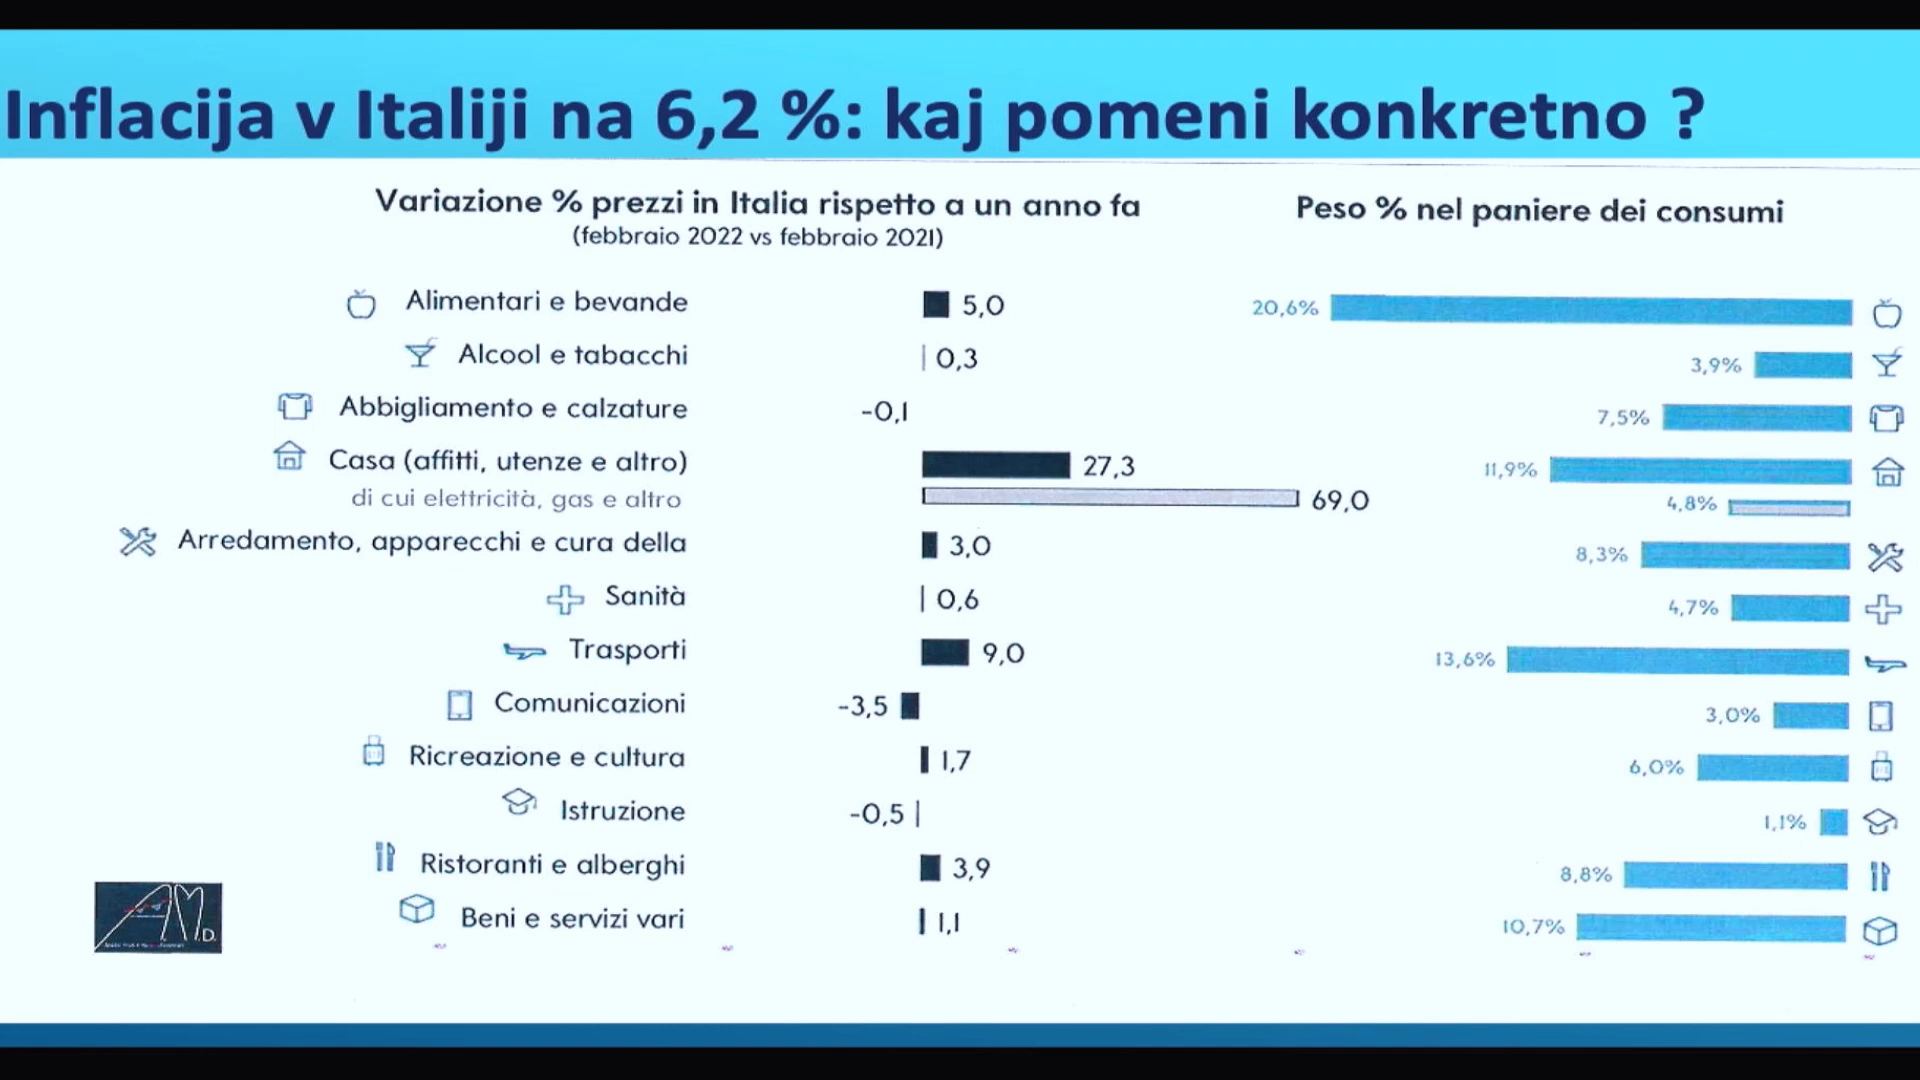 Inflacija v Italiji na 6,2 %: kaj pomeni konkretno ?
Variazione % prezzi in Italia rispetto a un anno fa
(febbraio 2022 vs febbraio 2021)
Peso % nel paniere dei consumi
Alimentari e bevande 5,0 20,6%
Alcool e tabacchi 0,3 3,9%
Abbigliamento e calzature -0,1 7,5%
Casa (affitti, utenze e altro) 27,3 11,9%
di cui elettricità, gas e altro 69,0 4,8%
Arredamento, apparecchi e cura della 3,0 8,3%
Sanità 0,6 4,7%
Trasporti 9,0 13,6%
Comunicazioni -3,5 3,0%
Ricreazione e cultura 1,7 6,0%
Istruzione -0,5 1,1%
Ristoranti e alberghi 3,9 8,8%
Beni e servizi vari 1,1 10,7%
AM.D.